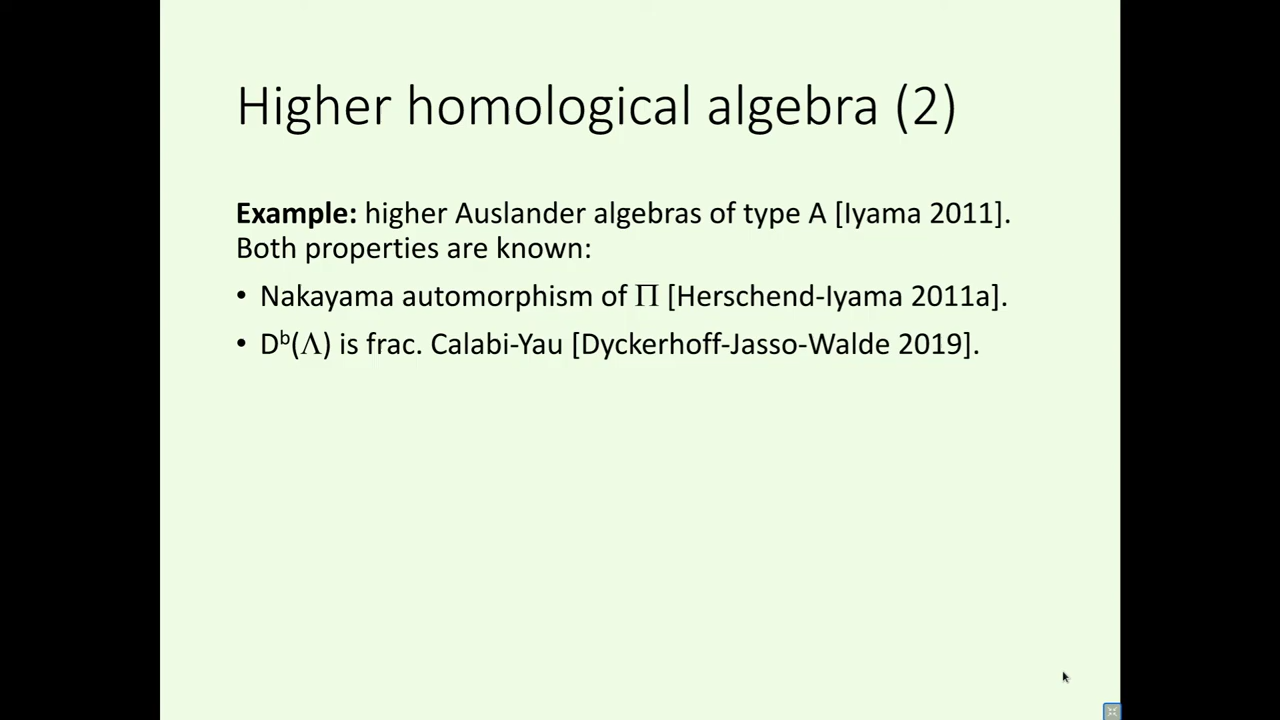 Higher homological algebra (2)
Example: higher Auslander algebras of type A [Iyama 2011].
Both properties are known:
• Nakayama automorphism of Π [Herschend-Iyama 2011a].
• Dᵇ(Λ) is frac. Calabi-Yau [Dyckerhoff-Jasso-Walde 2019].